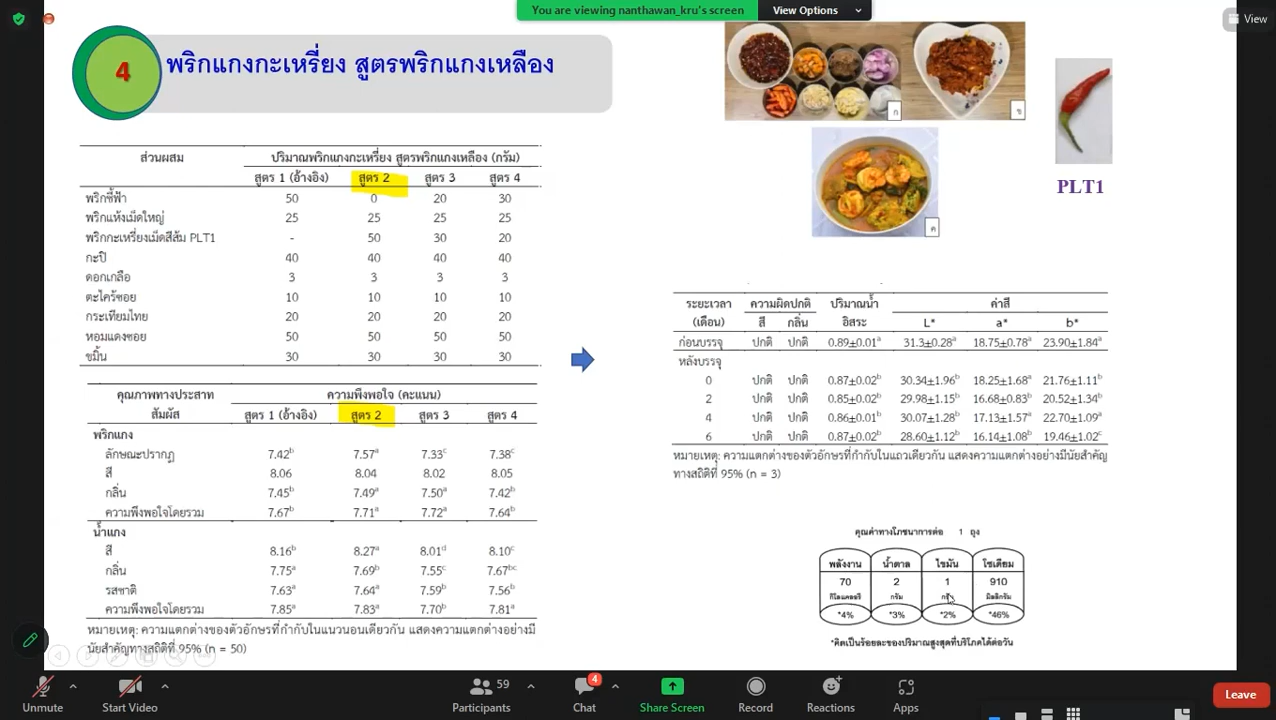 You are viewing nanthawan_kru's screen
View Options
View
4
พริกแกงกะเหรี่ยง สูตรพริกแกงเหลือง
ก
ข
ค
PLT1
ส่วนผสม ปริมาณพริกแกงกะเหรี่ยง สูตรพริกแกงเหลือง (กรัม)
สูตร 1 (อ้างอิง) สูตร 2 สูตร 3 สูตร 4
พริกชี้ฟ้า 50 0 20 30
พริกแห้งเม็ดใหญ่ 25 25 25 25
พริกกะเหรี่ยงเม็ดสีส้ม PLT1 - 50 30 20
กะปิ 40 40 40 40
ดอกเกลือ 3 3 3 3
ตะไคร้ซอย 10 10 10 10
กระเทียมไทย 20 20 20 20
หอมแดงซอย 50 50 50 50
ขมิ้น 30 30 30 30
คุณภาพทางประสาทสัมผัส ความพึงพอใจ (คะแนน)
สูตร 1 (อ้างอิง) สูตร 2 สูตร 3 สูตร 4
พริกแกง
ลักษณะปรากฏ 7.42ᵇ 7.57ᵃ 7.33ᶜ 7.38ᶜ
สี 8.06 8.04 8.02 8.05
กลิ่น 7.45ᵇ 7.49ᵃ 7.50ᵃ 7.42ᵇ
ความพึงพอใจโดยรวม 7.67ᵇ 7.71ᵃ 7.72ᵃ 7.64ᵇ
น้ำแกง
สี 8.16ᵇ 8.27ᵃ 8.01ᵈ 8.10ᶜ
กลิ่น 7.75ᵃ 7.69ᵇ 7.55ᶜ 7.67ᵇᶜ
รสชาติ 7.63ᵃ 7.64ᵃ 7.59ᵇ 7.56ᵇ
ความพึงพอใจโดยรวม 7.85ᵃ 7.83ᵃ 7.70ᵇ 7.81ᵃ
หมายเหตุ: ความแตกต่างของตัวอักษรที่กำกับในแนวนอนเดียวกัน แสดงความแตกต่างอย่างมี
นัยสำคัญทางสถิติที่ 95% (n = 50)
ระยะเวลา ความผิดปกติ ปริมาณน้ำ ค่าสี
(เดือน) สี กลิ่น อิสระ L* a* b*
ก่อนบรรจุ ปกติ ปกติ 0.89±0.01ᵃ 31.3±0.28ᵃ 18.75±0.78ᵃ 23.90±1.84ᵃ
หลังบรรจุ
0 ปกติ ปกติ 0.87±0.02ᵇ 30.34±1.96ᵇ 18.25±1.68ᵃ 21.76±1.11ᵇ
2 ปกติ ปกติ 0.85±0.02ᵇ 29.98±1.15ᵇ 16.68±0.83ᵇ 20.52±1.34ᵇ
4 ปกติ ปกติ 0.86±0.01ᵇ 30.07±1.28ᵇ 17.13±1.57ᵃ 22.70±1.09ᵃ
6 ปกติ ปกติ 0.87±0.02ᵇ 28.60±1.12ᵇ 16.14±1.08ᵇ 19.46±1.02ᶜ
หมายเหตุ: ความแตกต่างของตัวอักษรที่กำกับในแถวเดียวกัน แสดงความแตกต่างอย่างมีนัยสำคัญ
ทางสถิติที่ 95% (n = 3)
คุณค่าทางโภชนาการต่อ 1 ถุง
พลังงาน น้ำตาล ไขมัน โซเดียม
70 2 1 910
กิโลแคลอรี กรัม กรัม มิลลิกรัม
*4% *3% *2% *46%
*คิดเป็นร้อยละของปริมาณสูงสุดที่บริโภคได้ต่อวัน
Unmute
Start Video
59
Participants
4
Chat
Share Screen
Record
Reactions
Apps
Leave